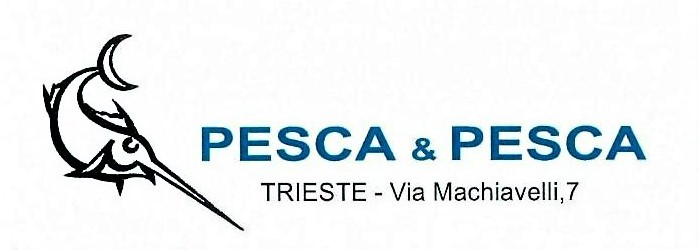 PESCA & PESCA
TRIESTE - Via Machiavelli,7